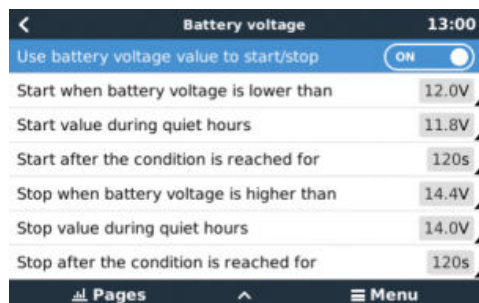 Battery voltage 13:00
Use battery voltage value to start/stop ON
Start when battery voltage is lower than 12.0V
Start value during quiet hours 11.8V
Start after the condition is reached for 120s
Stop when battery voltage is higher than 14.4V
Stop value during quiet hours 14.0V
Stop after the condition is reached for 120s
Pages Menu